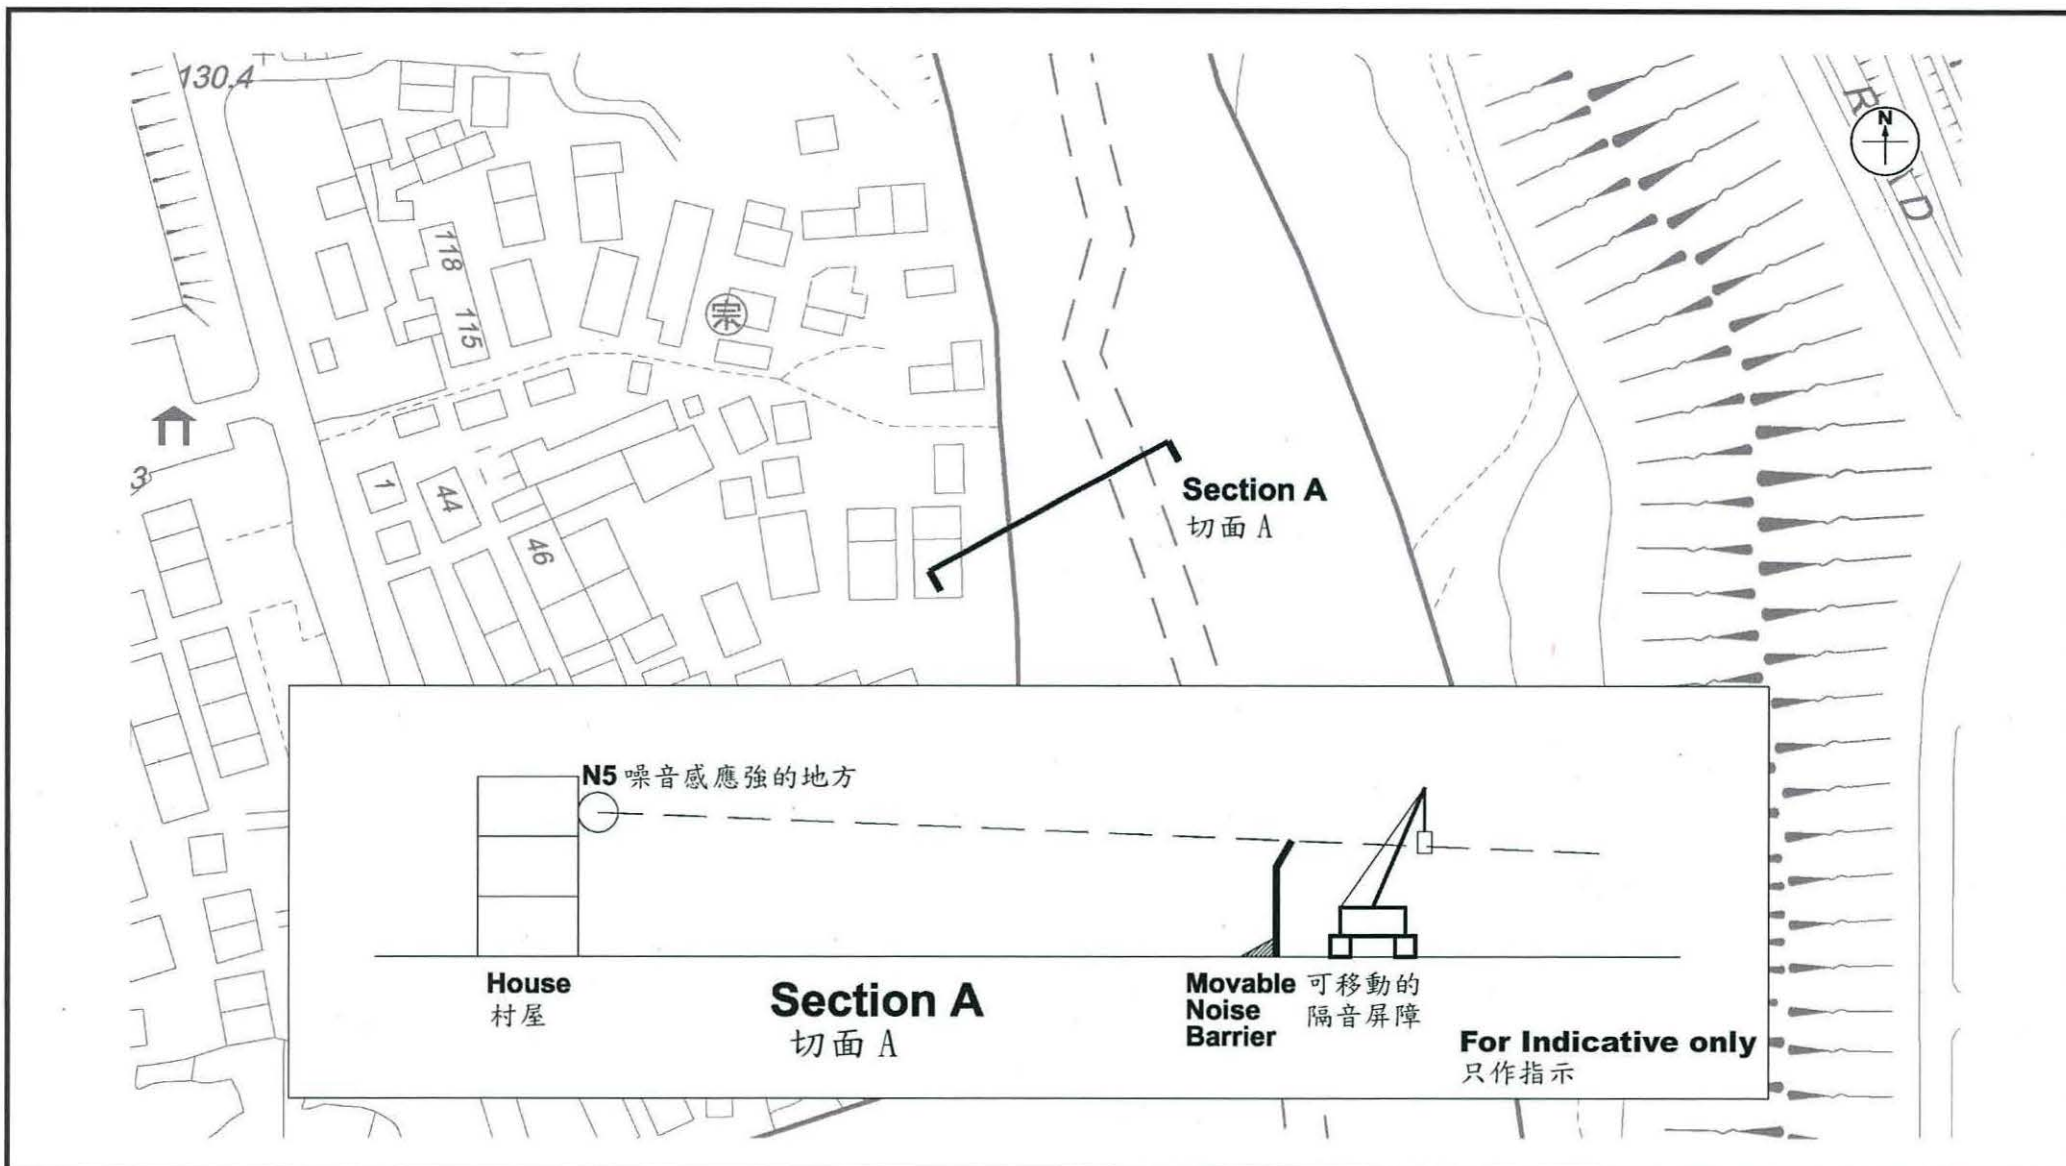 130.4
R
N
D
118
115
宗
3
1
44
46
Section A
切面 A
N5 噪音感應強的地方
House
村屋
Section A
切面 A
Movable
Noise
Barrier
可移動的
隔音屏障
For Indicative only
只作指示